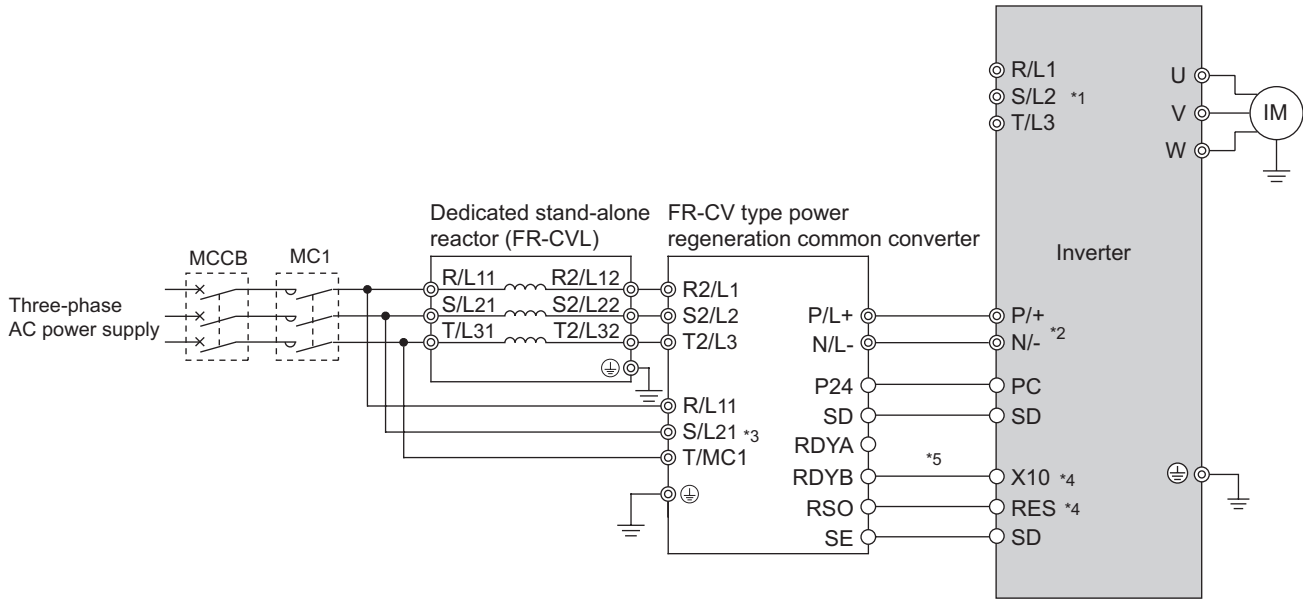 R/L1
S/L2 *1
T/L3
U
V
W
IM
Dedicated stand-alone
reactor (FR-CVL)
FR-CV type power
regeneration common converter
Inverter
MCCB
MC1
Three-phase
AC power supply
R/L11
R2/L12
S/L21
S2/L22
T/L31
T2/L32
R2/L1
S2/L2
T2/L3
R/L11
S/L21 *3
T/MC1
P/L+
N/L-
P24
SD
RDYA
RDYB
RSO
SE
*5
P/+
N/- *2
PC
SD
X10 *4
RES *4
SD